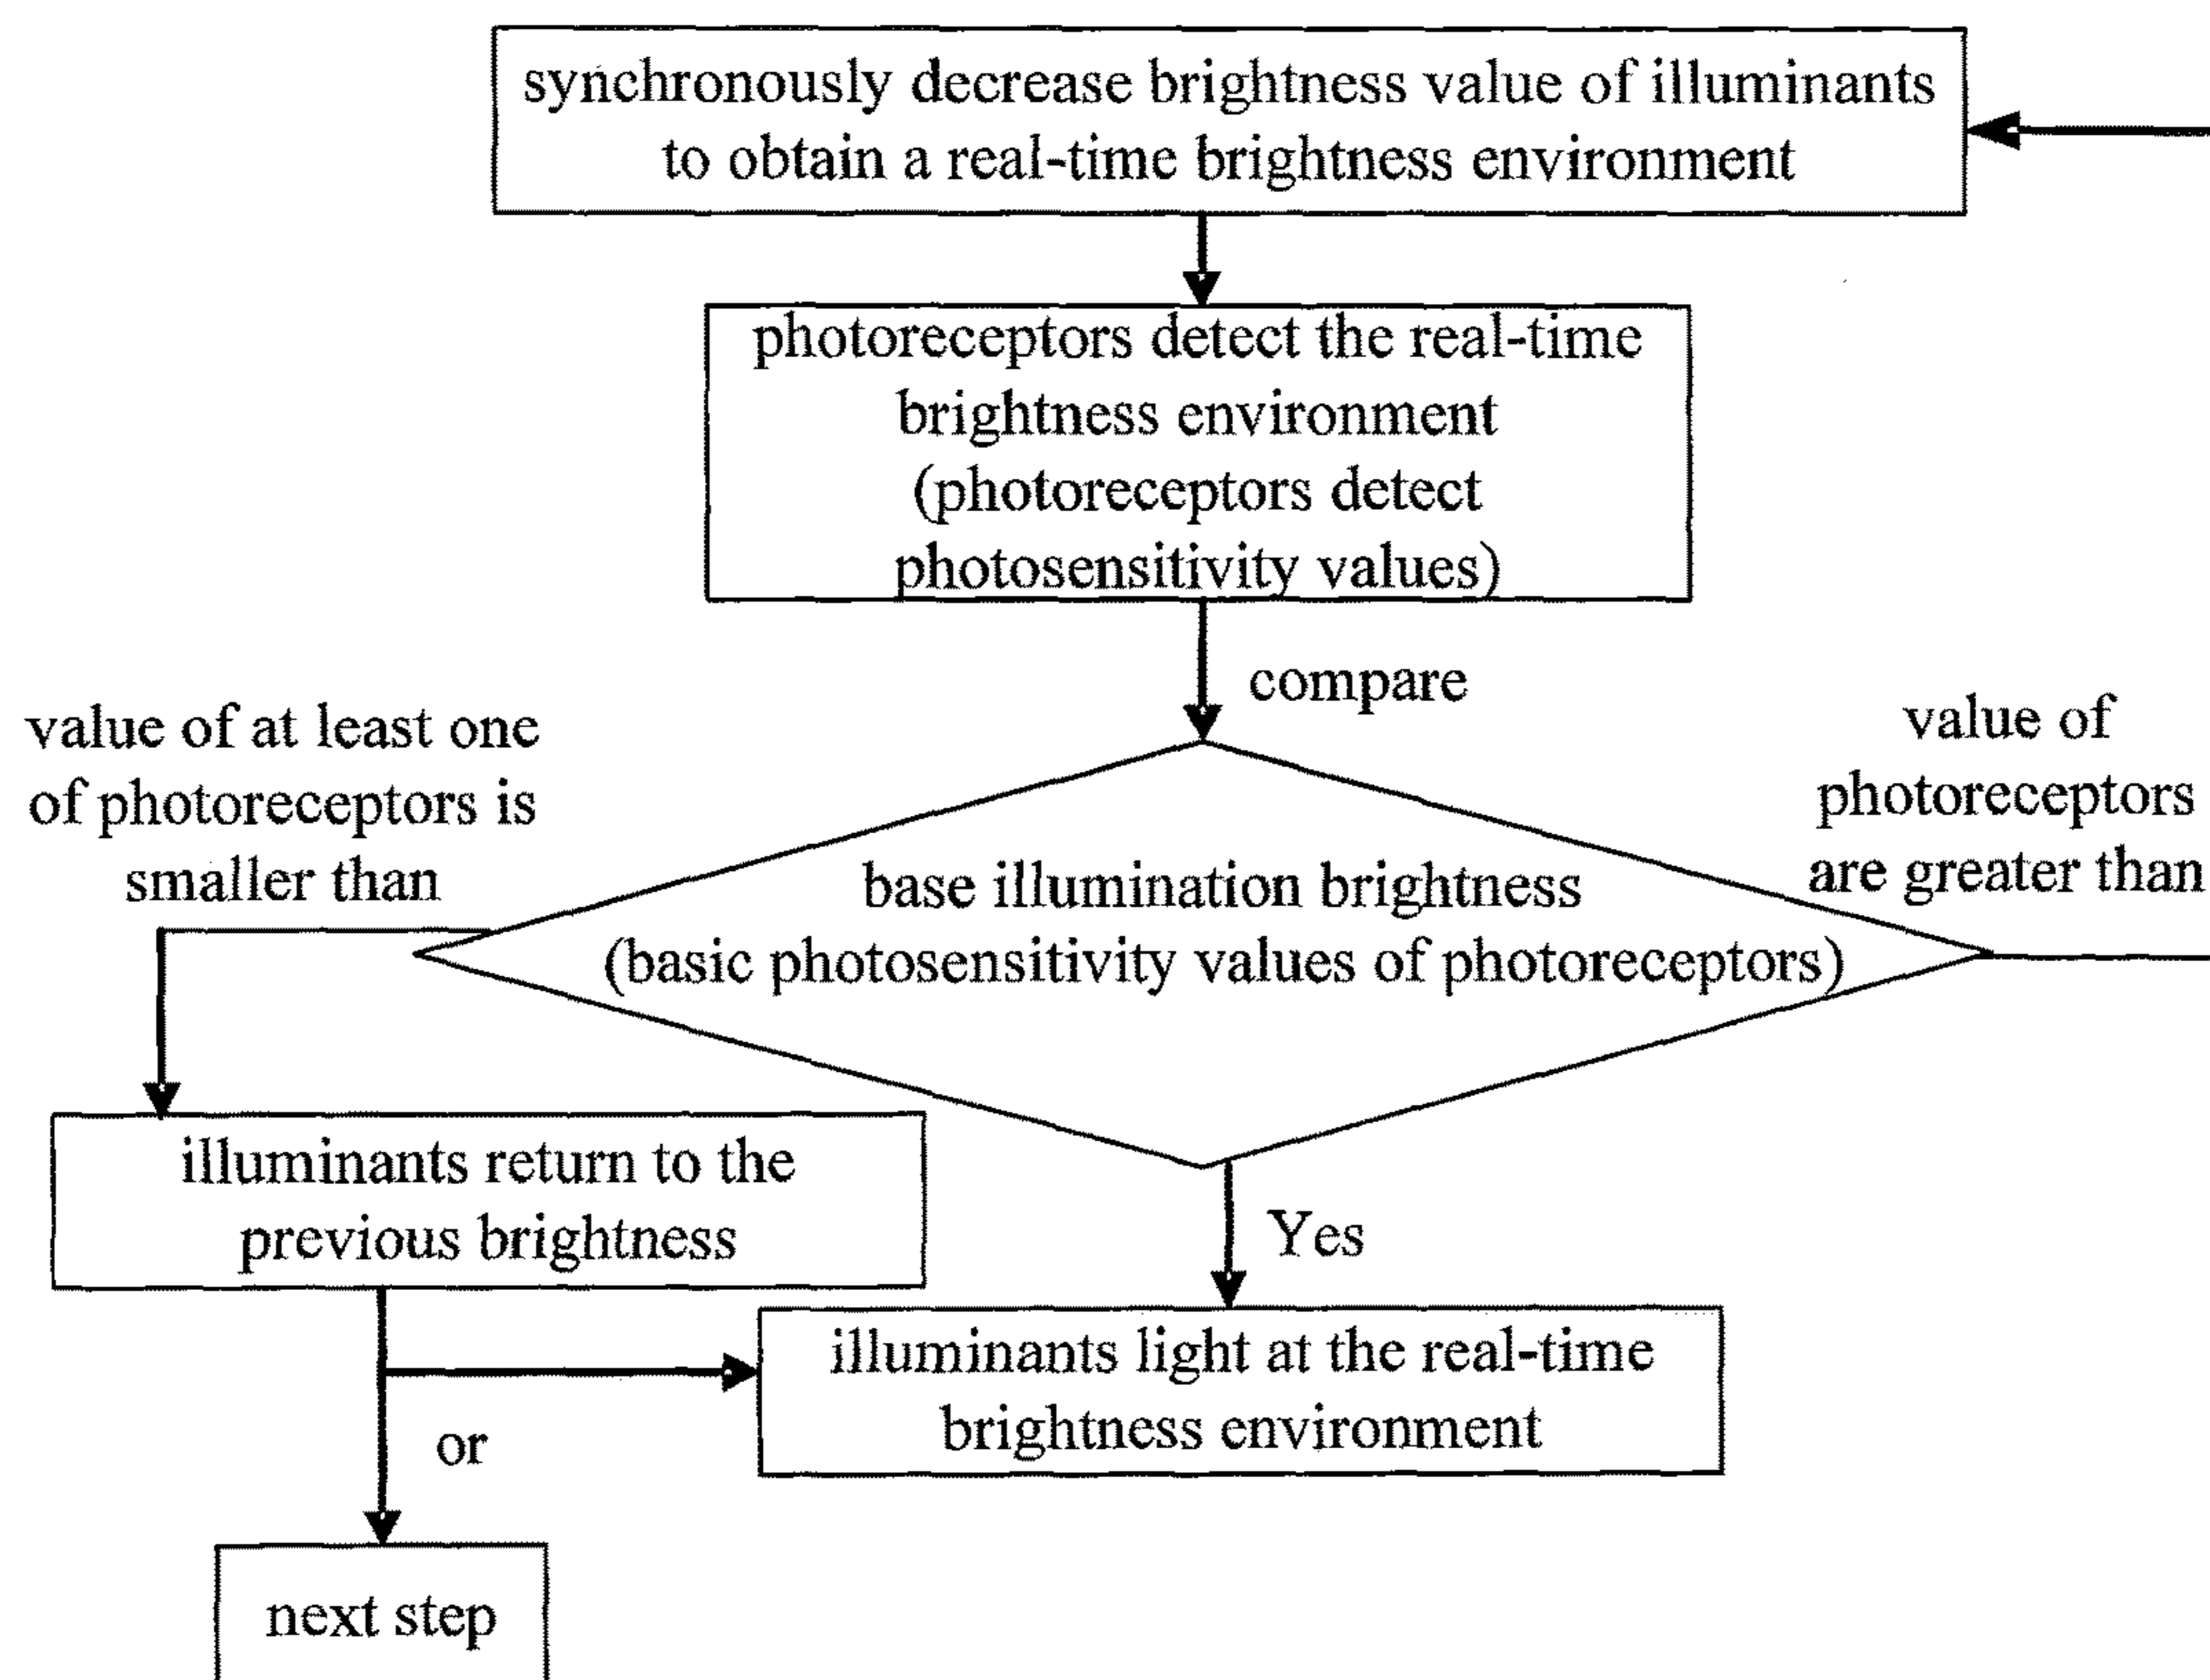 synchronously decrease brightness value of illuminants
to obtain a real-time brightness environment
photoreceptors detect the real-time
brightness environment
(photoreceptors detect
photosensitivity values)
compare
value of at least one
of photoreceptors is
smaller than
value of
photoreceptors
are greater than
base illumination brightness
(basic photosensitivity values of photoreceptors)
illuminants return to the
previous brightness
Yes
illuminants light at the real-time
brightness environment
or
next step